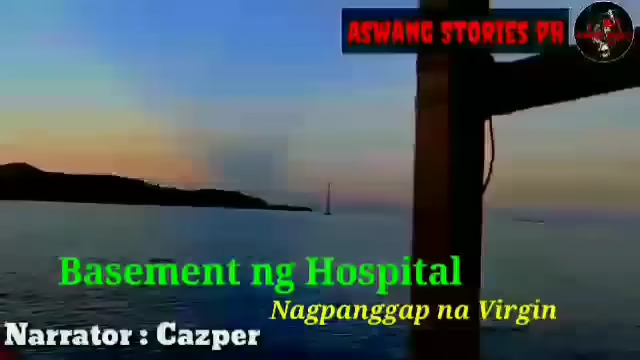 ASWANG STORIES PH
Basement ng Hospital
Nagpanggap na Virgin
Narrator : Cazper